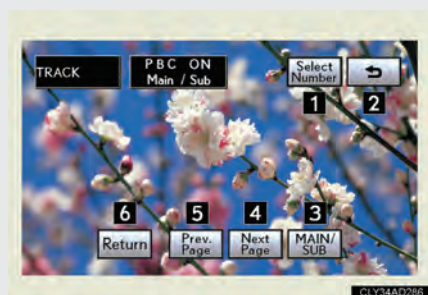 TRACK
PBC ON
Main / Sub
Select
Number
1
2
6
5
4
3
Return
Prev.
Page
Next
Page
MAIN/
SUB
CLY34AD286